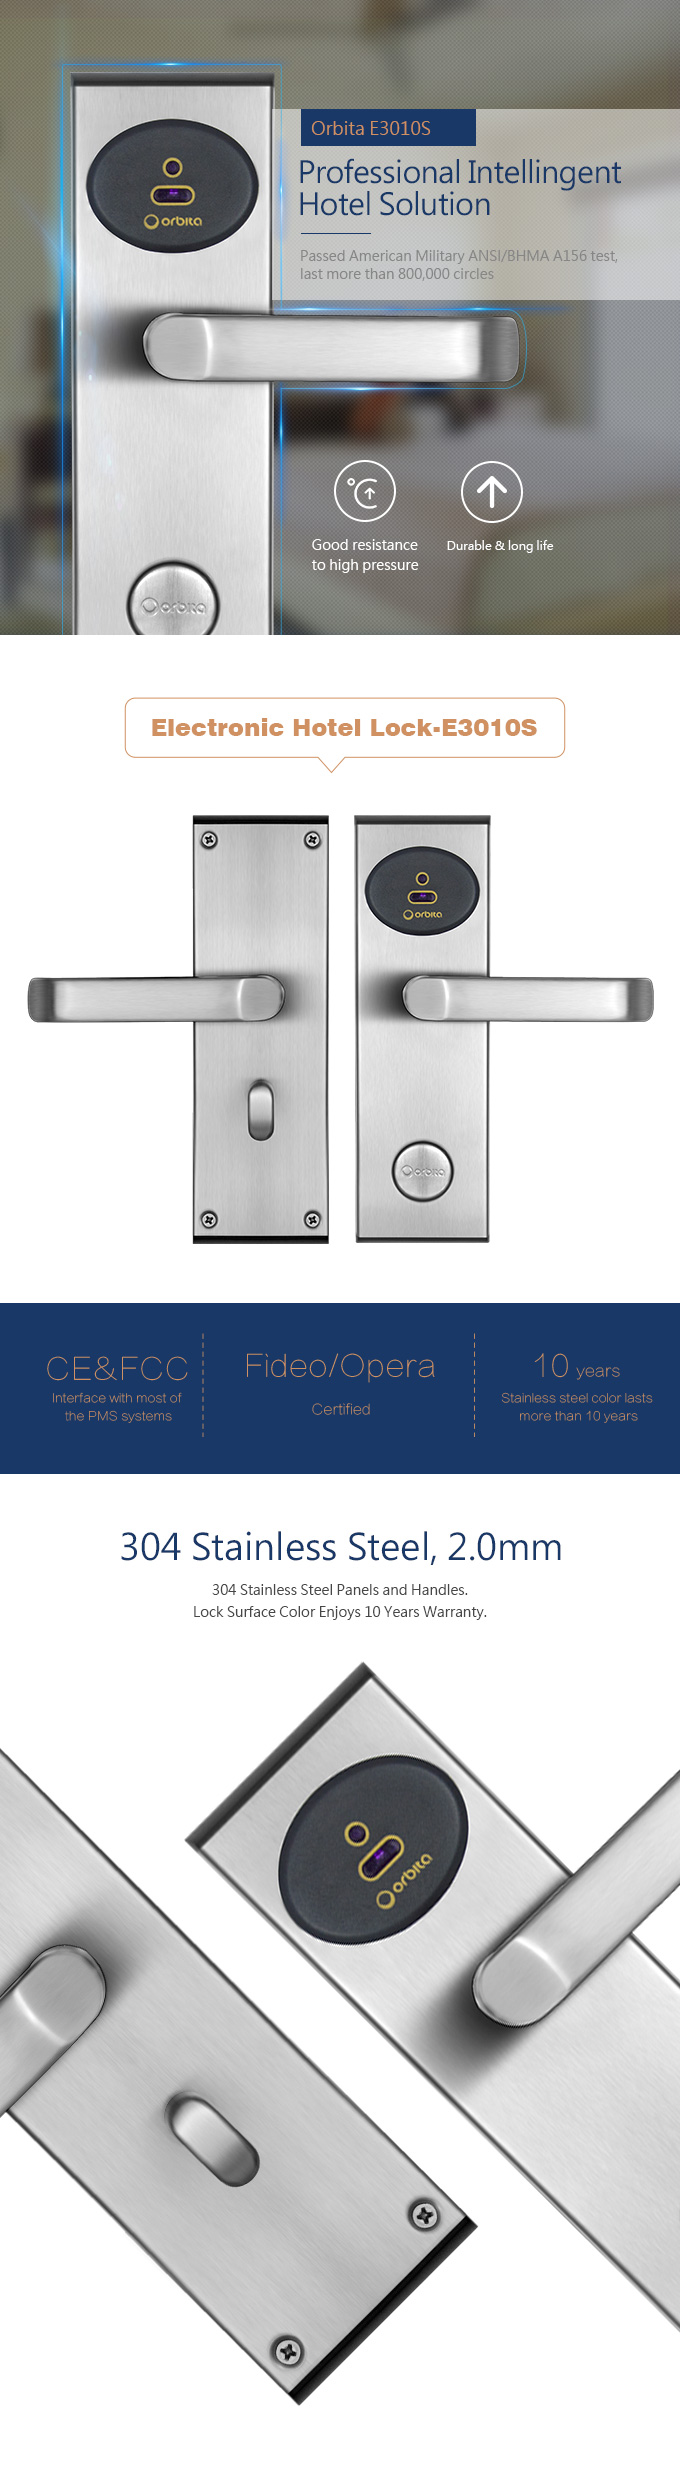 orbita
Orbita E3010S
Professional Intellingent
Hotel Solution
Passed American Military ANSI/BHMA A156 test,
last more than 800,000 circles
Good resistance
to high pressure
Durable & long life
orbita
Electronic Hotel Lock-E3010S
orbita
orbita
CE&FCC
Interface with most of
the PMS systems
Fideo/Opera
Certified
10 years
Stainless steel color lasts
more than 10 years
304 Stainless Steel, 2.0mm
304 Stainless Steel Panels and Handles.
Lock Surface Color Enjoys 10 Years Warranty.
orbita